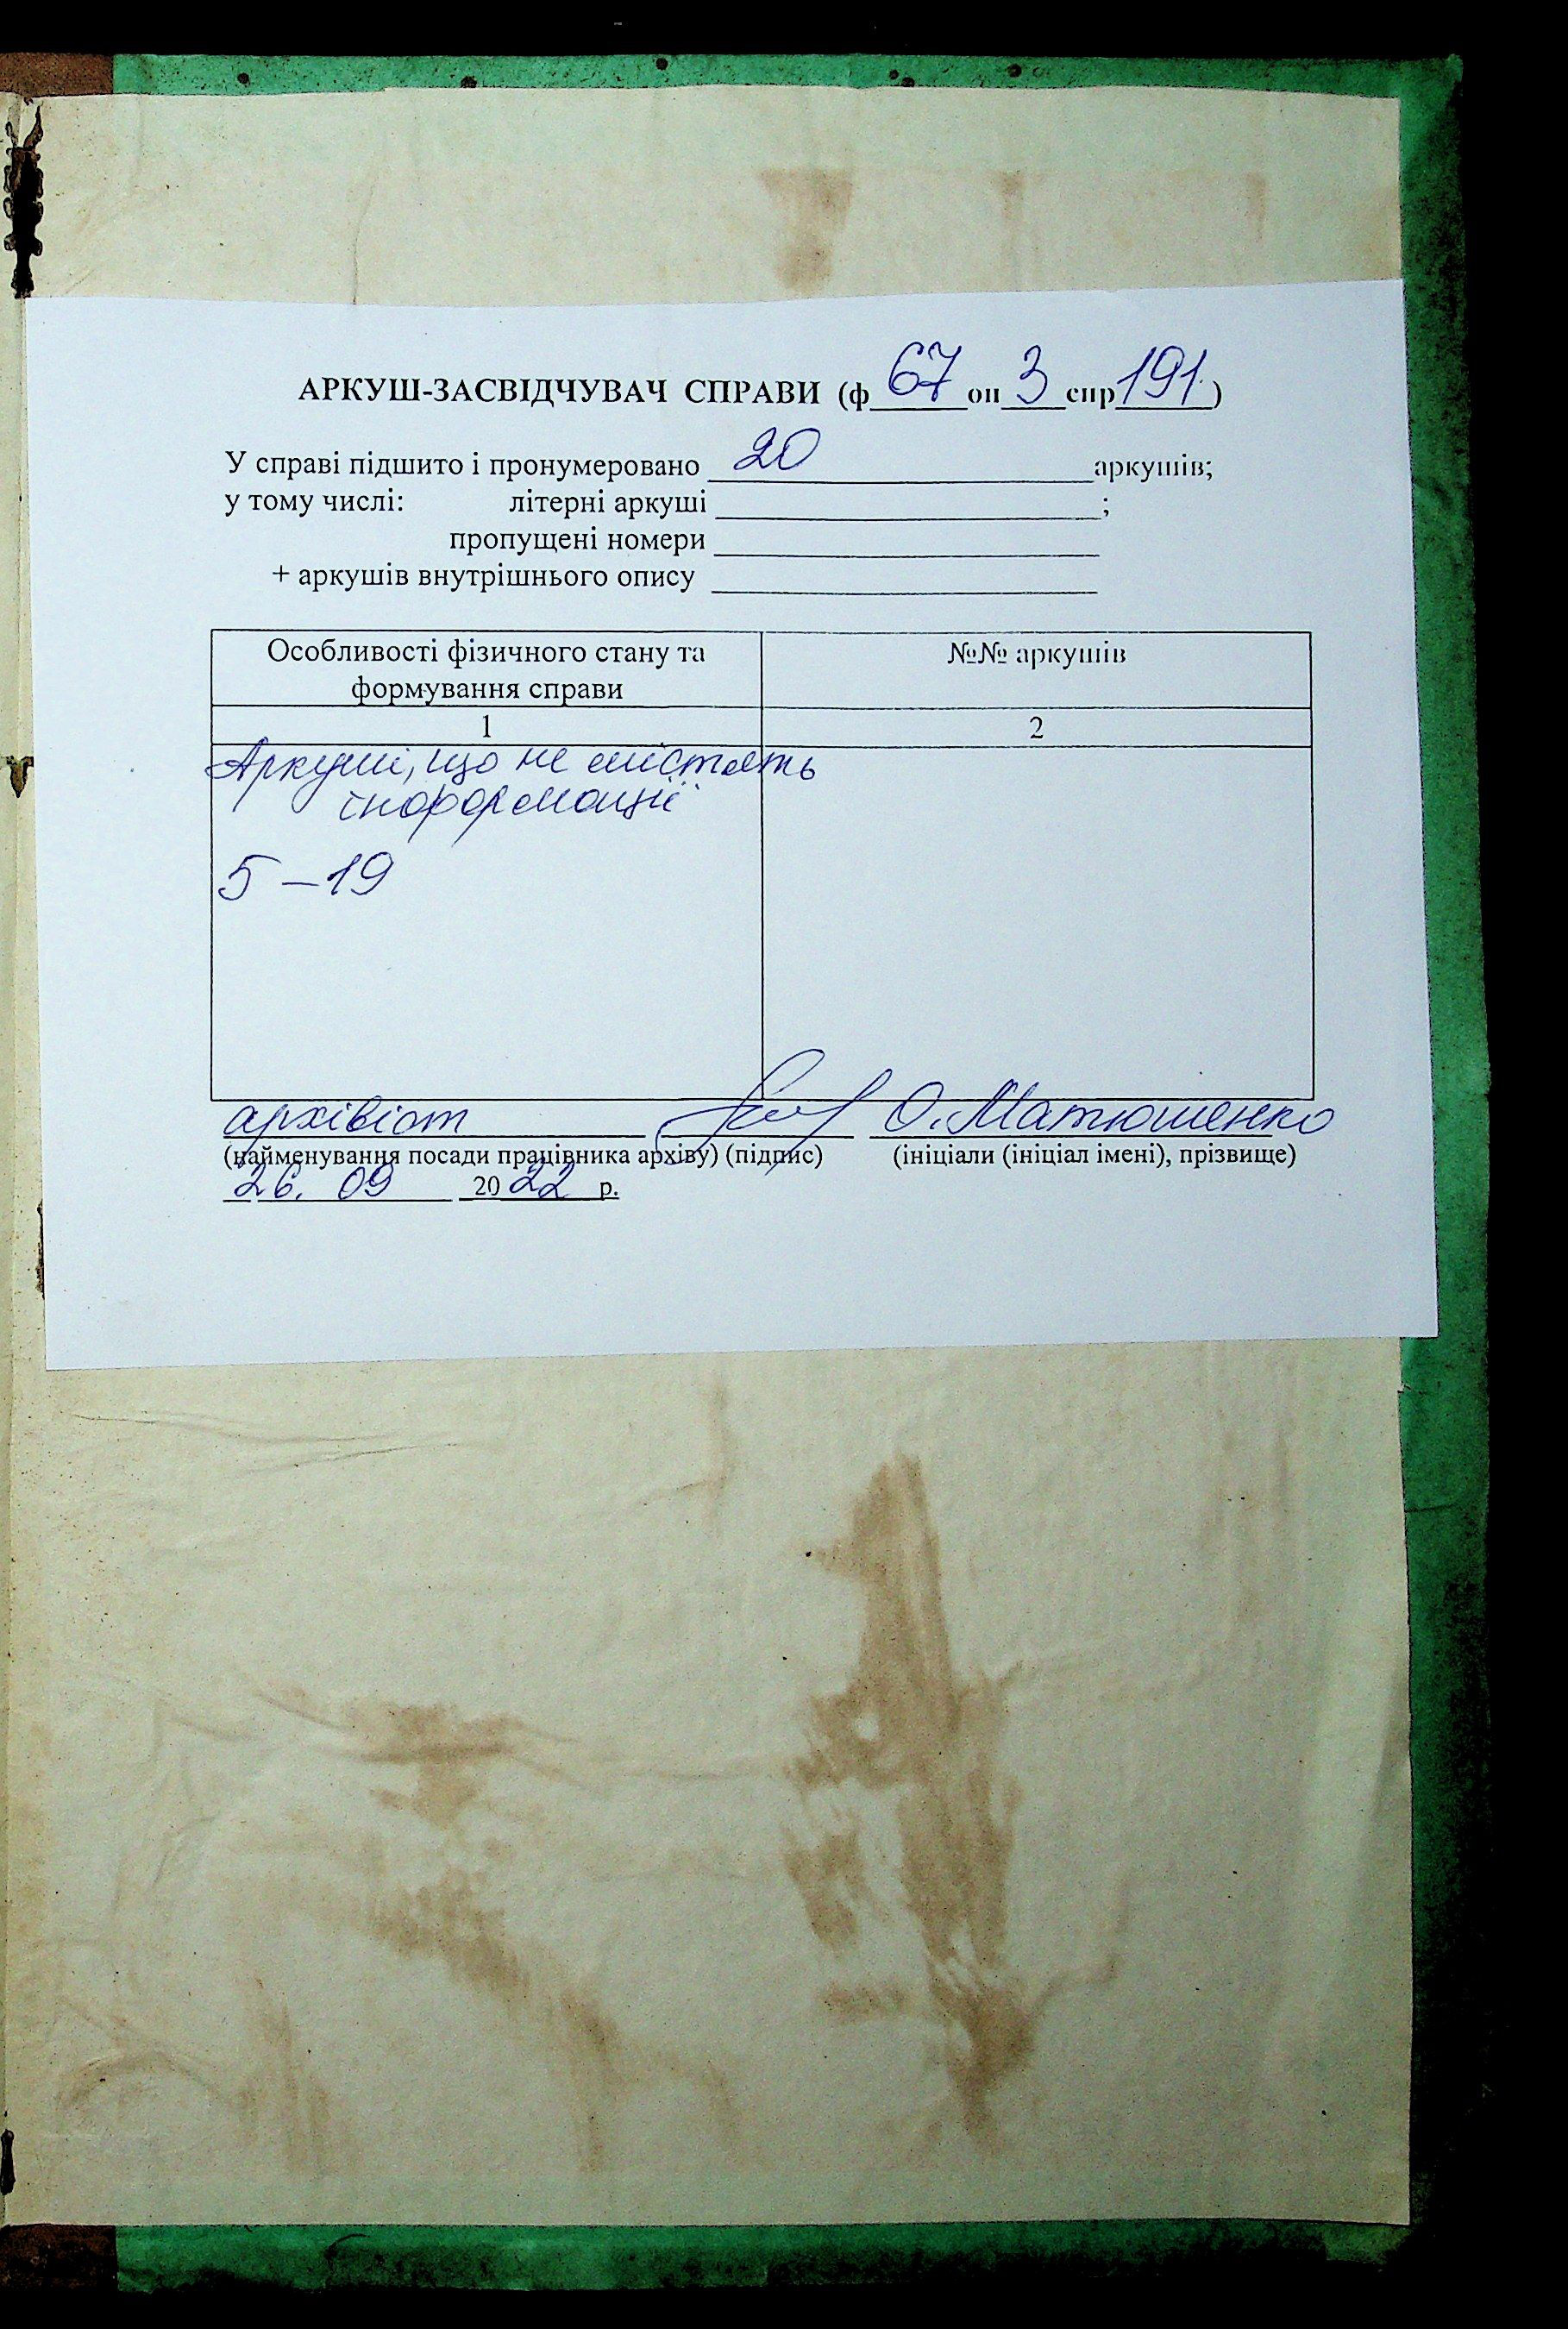 АРКУШ-ЗАСВІДЧУВАЧ СПРАВИ (ф 67 оп 3 спр 191.)
У справі підшито і пронумеровано 20 аркушів;
у тому числі: літерні аркуші ;
пропущені номери
+ аркушів внутрішнього опису
Особливості фізичного стану та №№ аркушів
формування справи
1 2
Аркуші, що не містять
інформації
5 – 19
архівіст О. Матюшенко
(найменування посади працівника архіву) (підпис) (ініціали (ініціал імені), прізвище)
26. 09 2022 р.